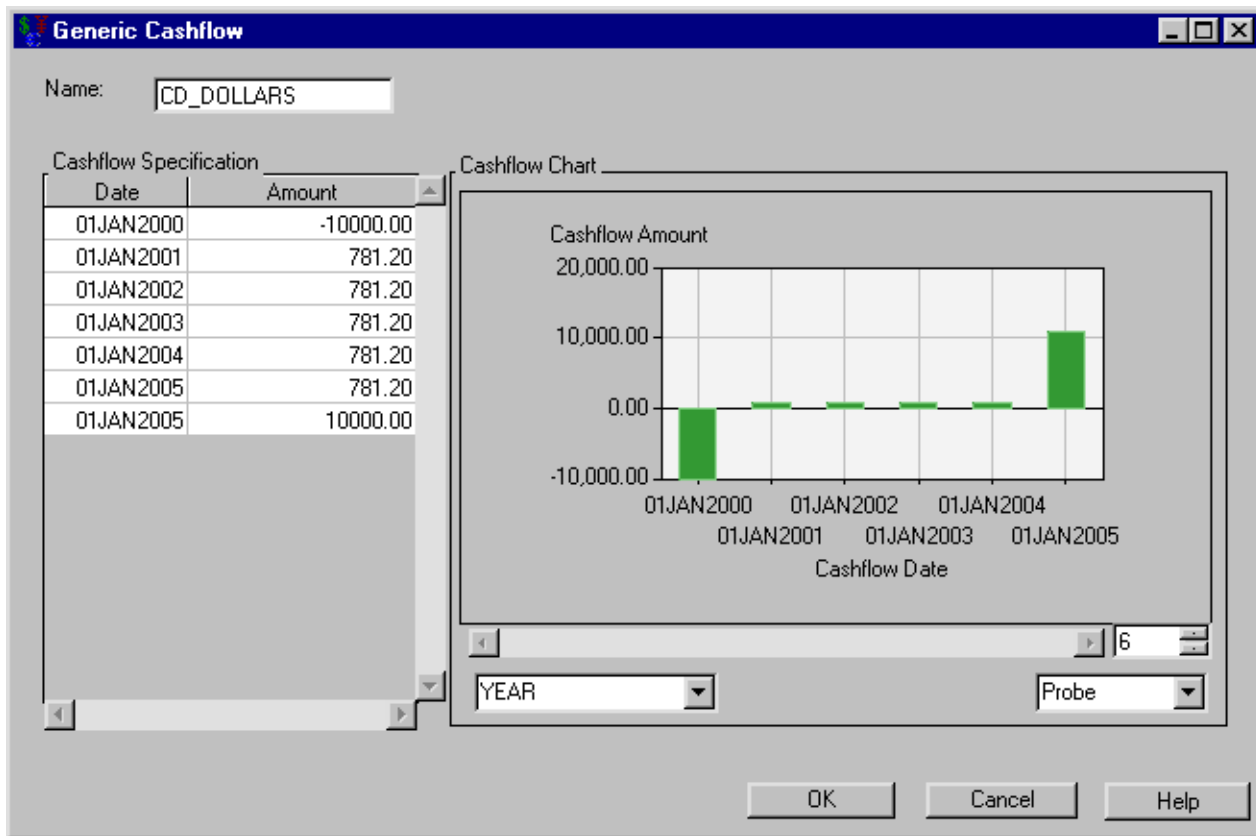 Generic Cashflow
Name: CD_DOLLARS
Cashflow Specification
Date Amount
01JAN2000 -10000.00
01JAN2001 781.20
01JAN2002 781.20
01JAN2003 781.20
01JAN2004 781.20
01JAN2005 781.20
01JAN2005 10000.00
Cashflow Chart
Cashflow Amount
20,000.00
10,000.00
0.00
-10,000.00
01JAN2000 01JAN2002 01JAN2004
01JAN2001 01JAN2003 01JAN2005
Cashflow Date
6
YEAR Probe
OK Cancel Help